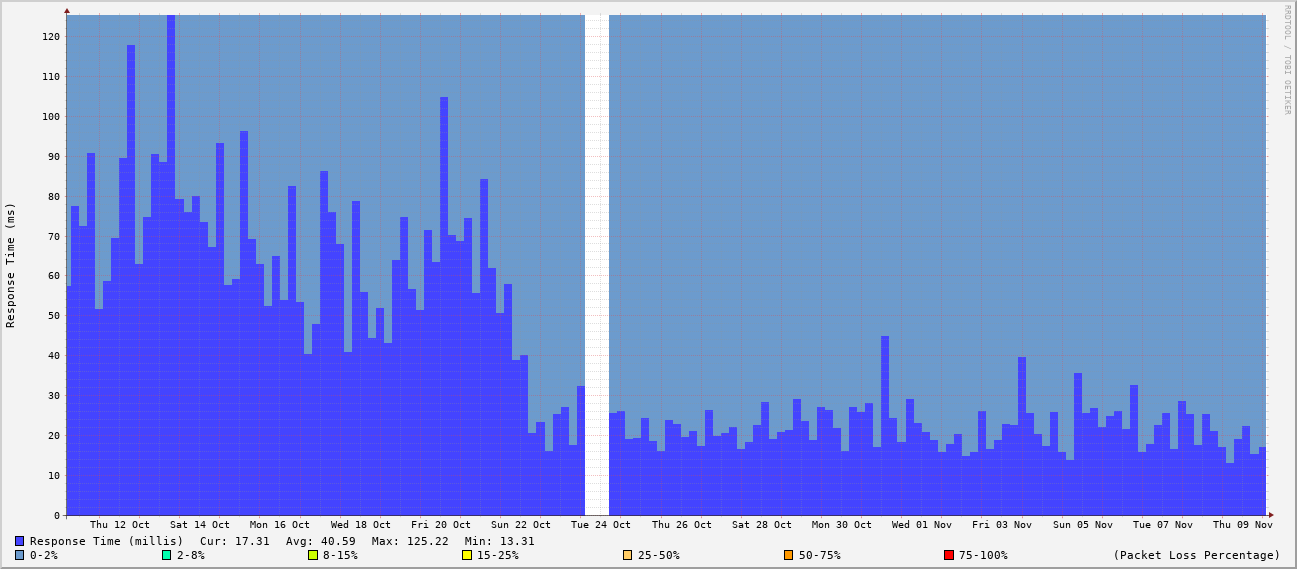 RRDTOOL / TOBI OETIKER
Response Time (ms)
120
110
100
90
80
70
60
50
40
30
20
10
0
Thu 12 Oct Sat 14 Oct Mon 16 Oct Wed 18 Oct Fri 20 Oct Sun 22 Oct Tue 24 Oct Thu 26 Oct Sat 28 Oct Mon 30 Oct Wed 01 Nov Fri 03 Nov Sun 05 Nov Tue 07 Nov Thu 09 Nov
Response Time (millis) Cur: 17.31 Avg: 40.59 Max: 125.22 Min: 13.31
0-2% 2-8% 8-15% 15-25% 25-50% 50-75% 75-100% (Packet Loss Percentage)